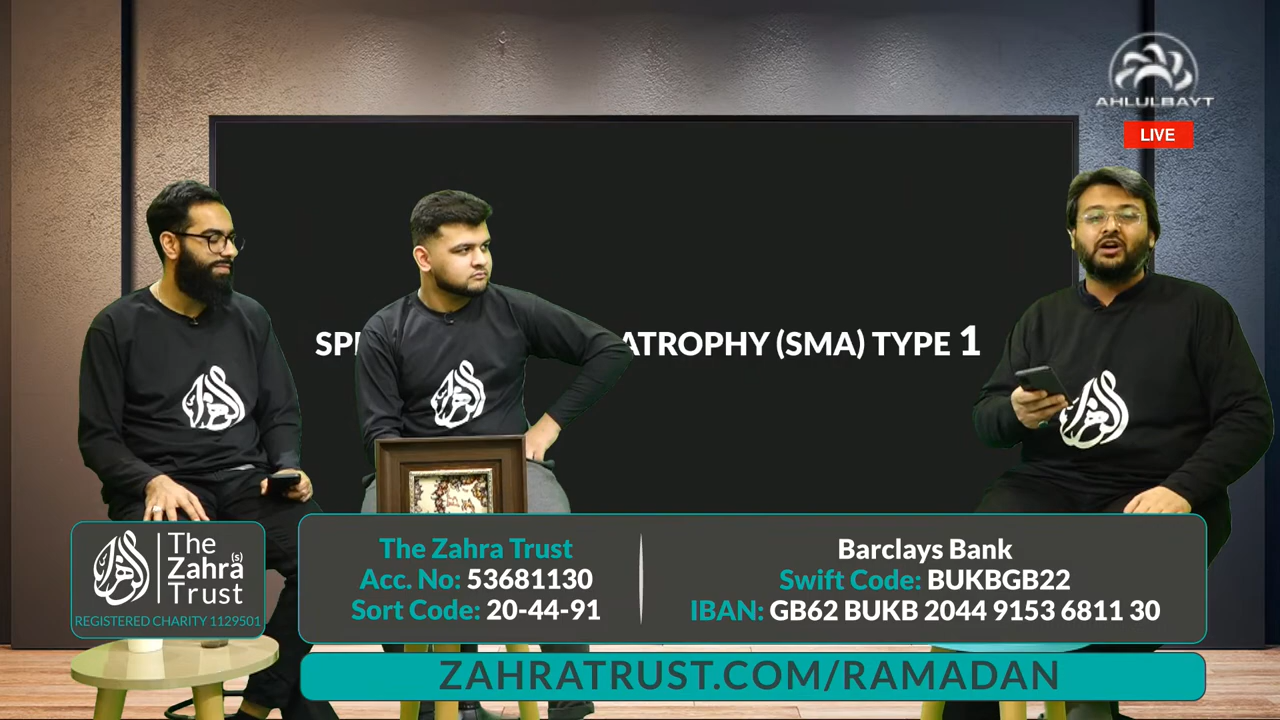 AHLULBAYT
LIVE
SPI ATROPHY (SMA) TYPE 1
The
Zahra
(s)
Trust
REGISTERED CHARITY 1129501
The Zahra Trust
Acc. No: 53681130
Sort Code: 20-44-91
Barclays Bank
Swift Code: BUKBGB22
IBAN: GB62 BUKB 2044 9153 6811 30
ZAHRATRUST.COM/RAMADAN